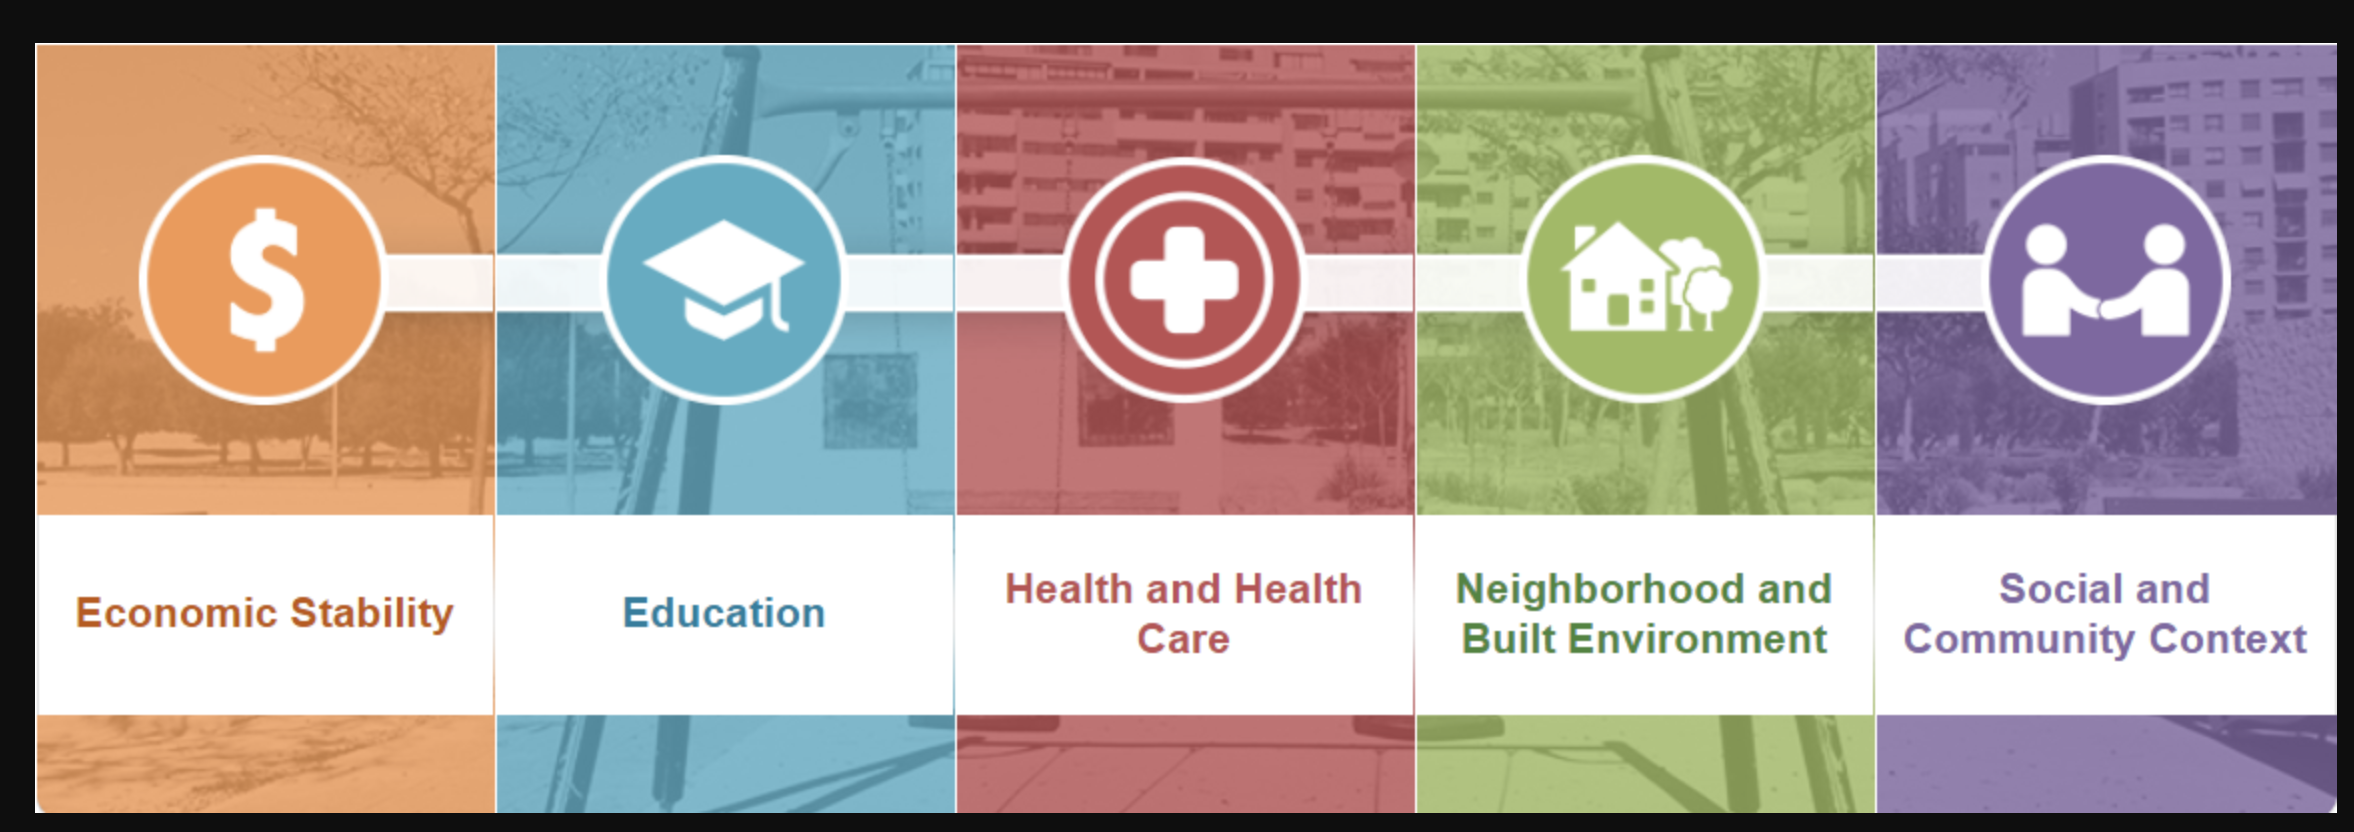 Economic Stability
Education
Health and Health
Care
Neighborhood and
Built Environment
Social and
Community Context